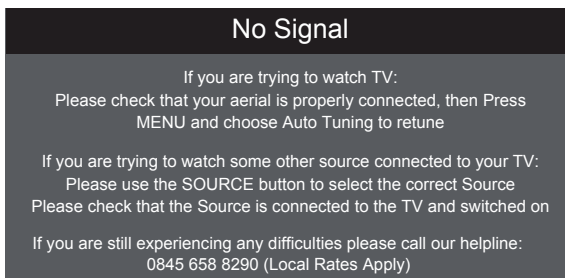 No Signal
If you are trying to watch TV:
Please check that your aerial is properly connected, then Press
MENU and choose Auto Tuning to retune
If you are trying to watch some other source connected to your TV:
Please use the SOURCE button to select the correct Source
Please check that the Source is connected to the TV and switched on
If you are still experiencing any difficulties please call our helpline:
0845 658 8290 (Local Rates Apply)